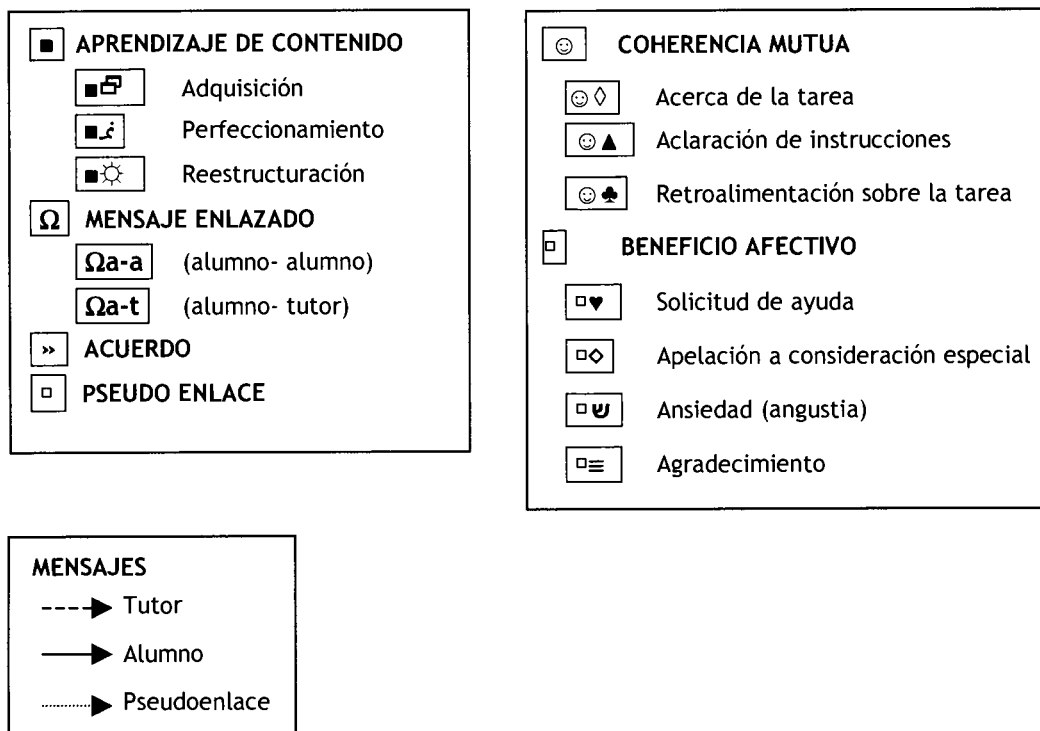 ■ APRENDIZAJE DE CONTENIDO
Adquisición
Perfeccionamiento
■☼ Reestructuración
Ω MENSAJE ENLAZADO
Ωa-a (alumno- alumno)
Ωa-t (alumno- tutor)
» ACUERDO
▫ PSEUDO ENLACE
☺ COHERENCIA MUTUA
☺◊ Acerca de la tarea
☺▲ Aclaración de instrucciones
☺♣ Retroalimentación sobre la tarea
▫ BENEFICIO AFECTIVO
▫♥ Solicitud de ayuda
▫◇ Apelación a consideración especial
▫ש Ansiedad (angustia)
▫≡ Agradecimiento
MENSAJES
Tutor
Alumno
Pseudoenlace